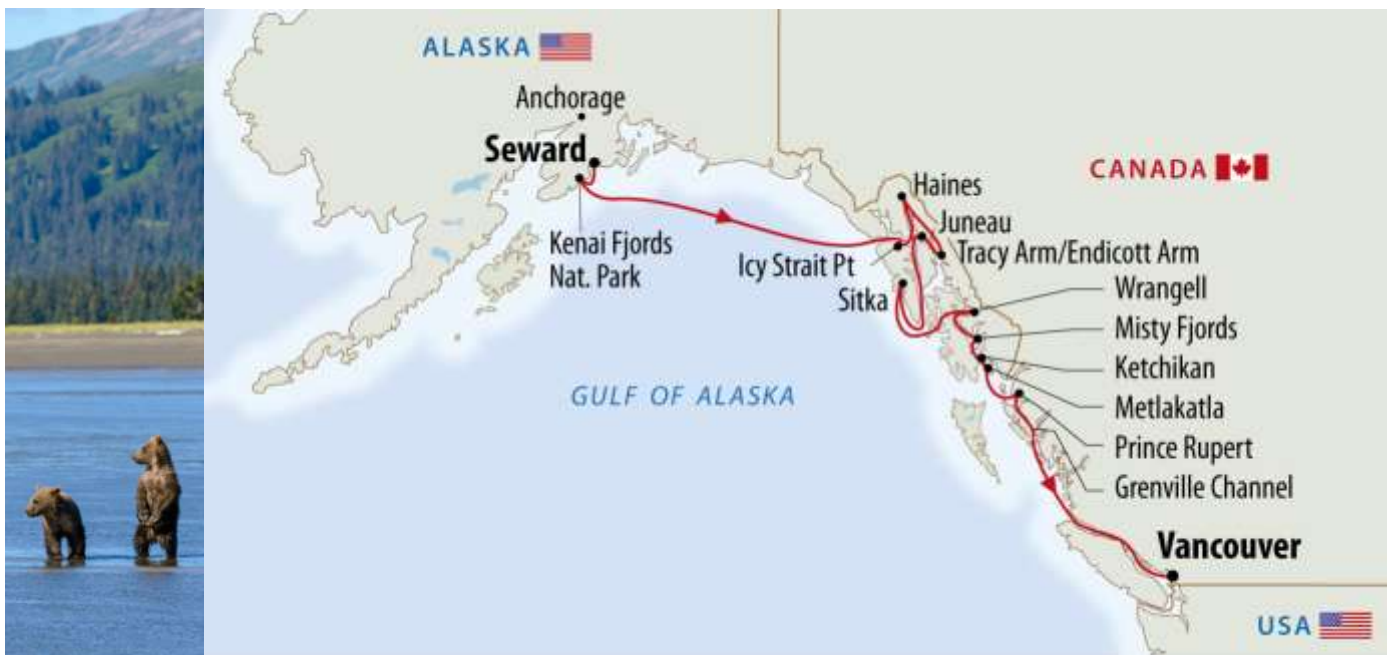 ALASKA
Anchorage
Seward
CANADA
Haines
Juneau
Kenai Fjords
Nat. Park
Icy Strait Pt
Tracy Arm/Endicott Arm
Sitka
Wrangell
Misty Fjords
Ketchikan
GULF OF ALASKA
Metlakatla
Prince Rupert
Grenville Channel
Vancouver
USA